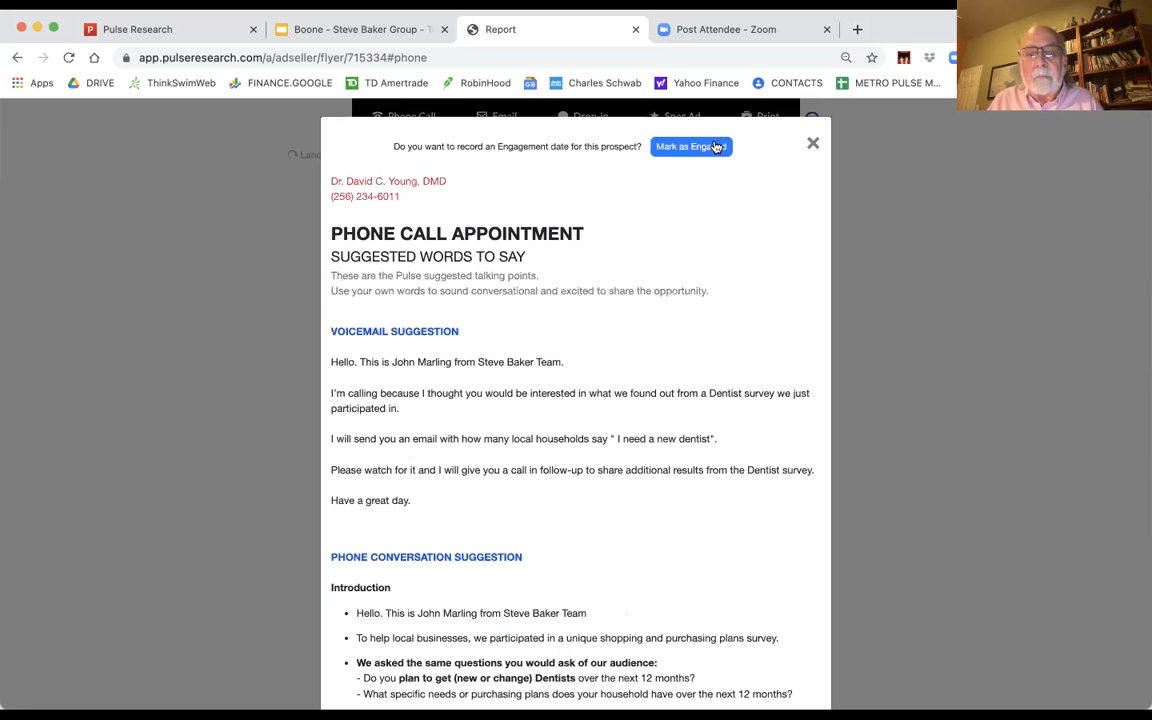 Pulse Research
Boone - Steve Baker Group - T
Report
Post Attendee - Zoom
app.pulseresearch.com/a/adseller/flyer/715334#phone
Apps
DRIVE
ThinkSwimWeb
FINANCE.GOOGLE
TD Amertrade
RobinHood
Charles Schwab
Yahoo Finance
CONTACTS
METRO PULSE M...
Phone Call
Email
Drop-in
Spec Ad
Print
Land
Do you want to record an Engagement date for this prospect?
Mark as Engaged
Dr. David C. Young, DMD
(256) 234-6011
PHONE CALL APPOINTMENT
SUGGESTED WORDS TO SAY
These are the Pulse suggested talking points.
Use your own words to sound conversational and excited to share the opportunity.
VOICEMAIL SUGGESTION
Hello. This is John Marling from Steve Baker Team.
I'm calling because I thought you would be interested in what we found out from a Dentist survey we just
participated in.
I will send you an email with how many local households say " I need a new dentist".
Please watch for it and I will give you a call in follow-up to share additional results from the Dentist survey.
Have a great day.
PHONE CONVERSATION SUGGESTION
Introduction
• Hello. This is John Marling from Steve Baker Team
• To help local businesses, we participated in a unique shopping and purchasing plans survey.
• We asked the same questions you would ask of our audience:
- Do you plan to get (new or change) Dentists over the next 12 months?
- What specific needs or purchasing plans does your household have over the next 12 months?